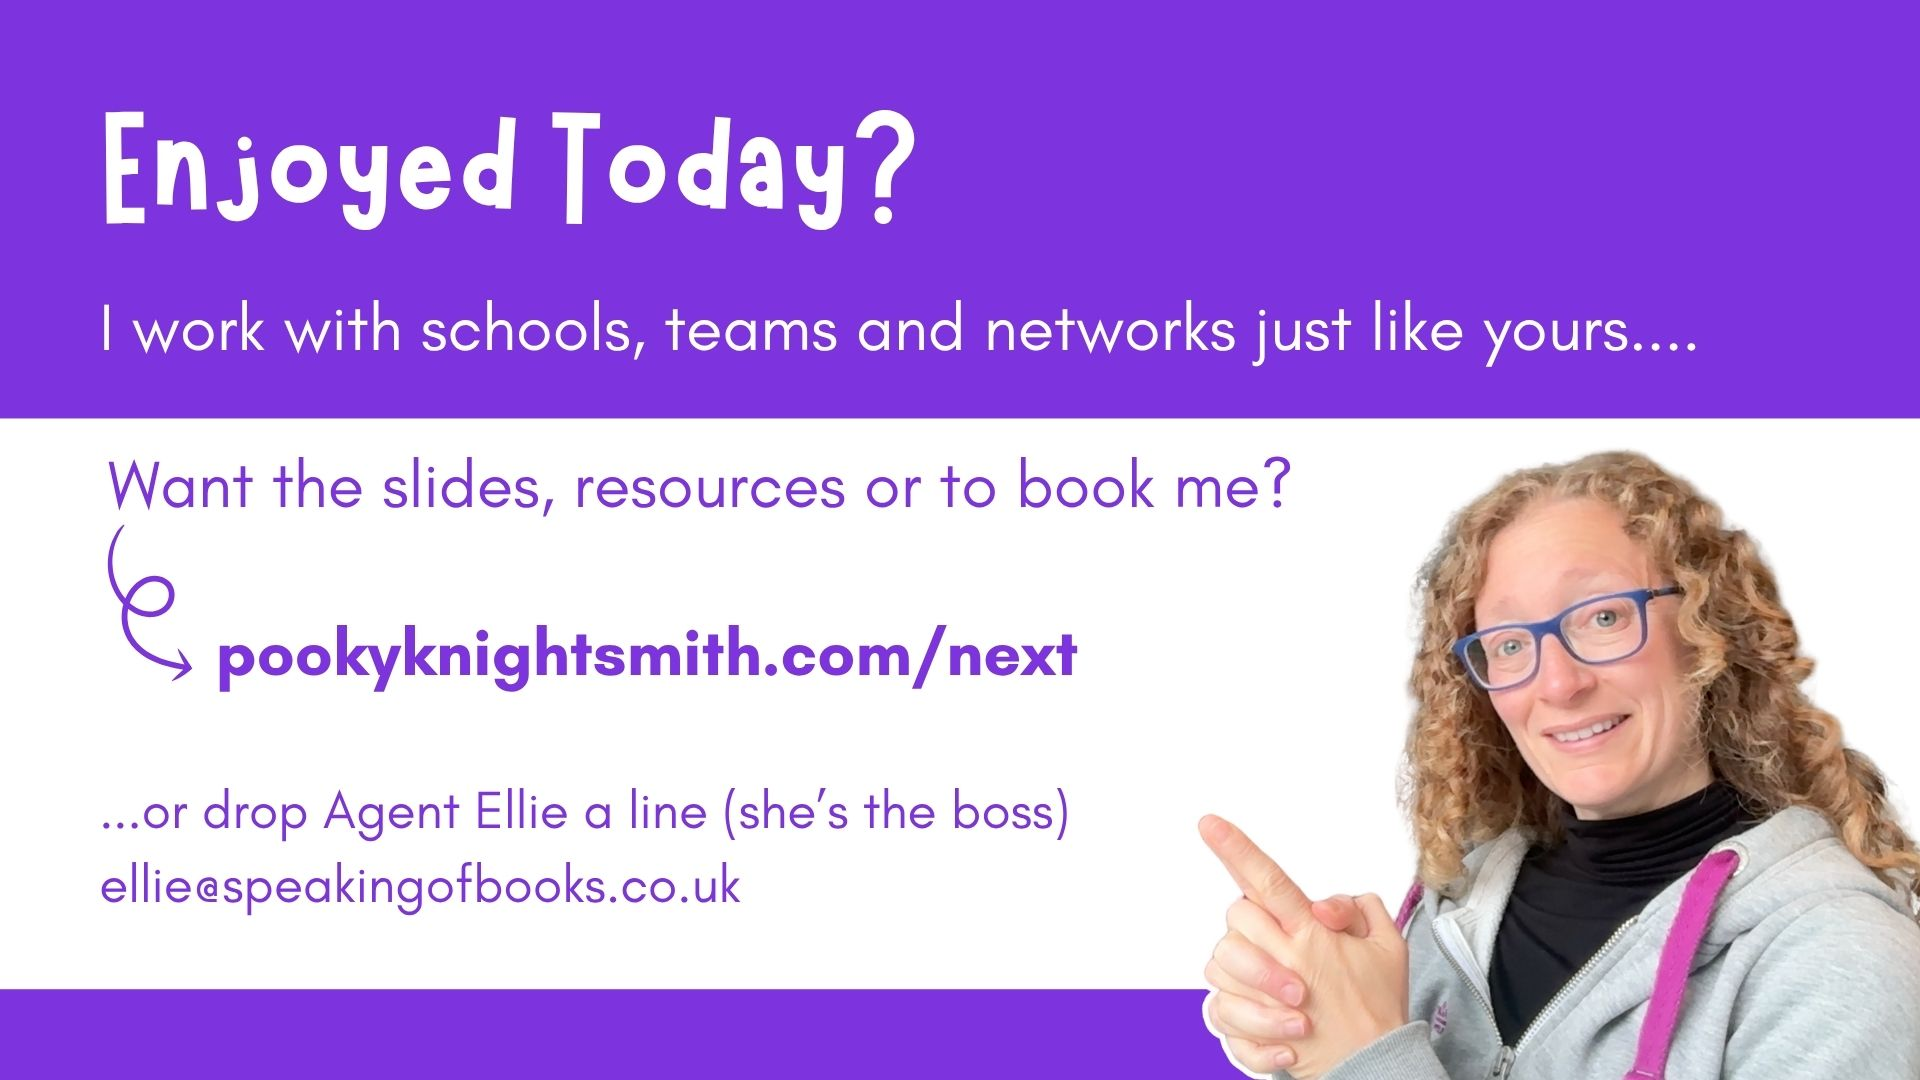 Enjoyed Today?
I work with schools, teams and networks just like yours....
Want the slides, resources or to book me?
pookyknightsmith.com/next
...or drop Agent Ellie a line (she's the boss)
ellie@speakingofbooks.co.uk